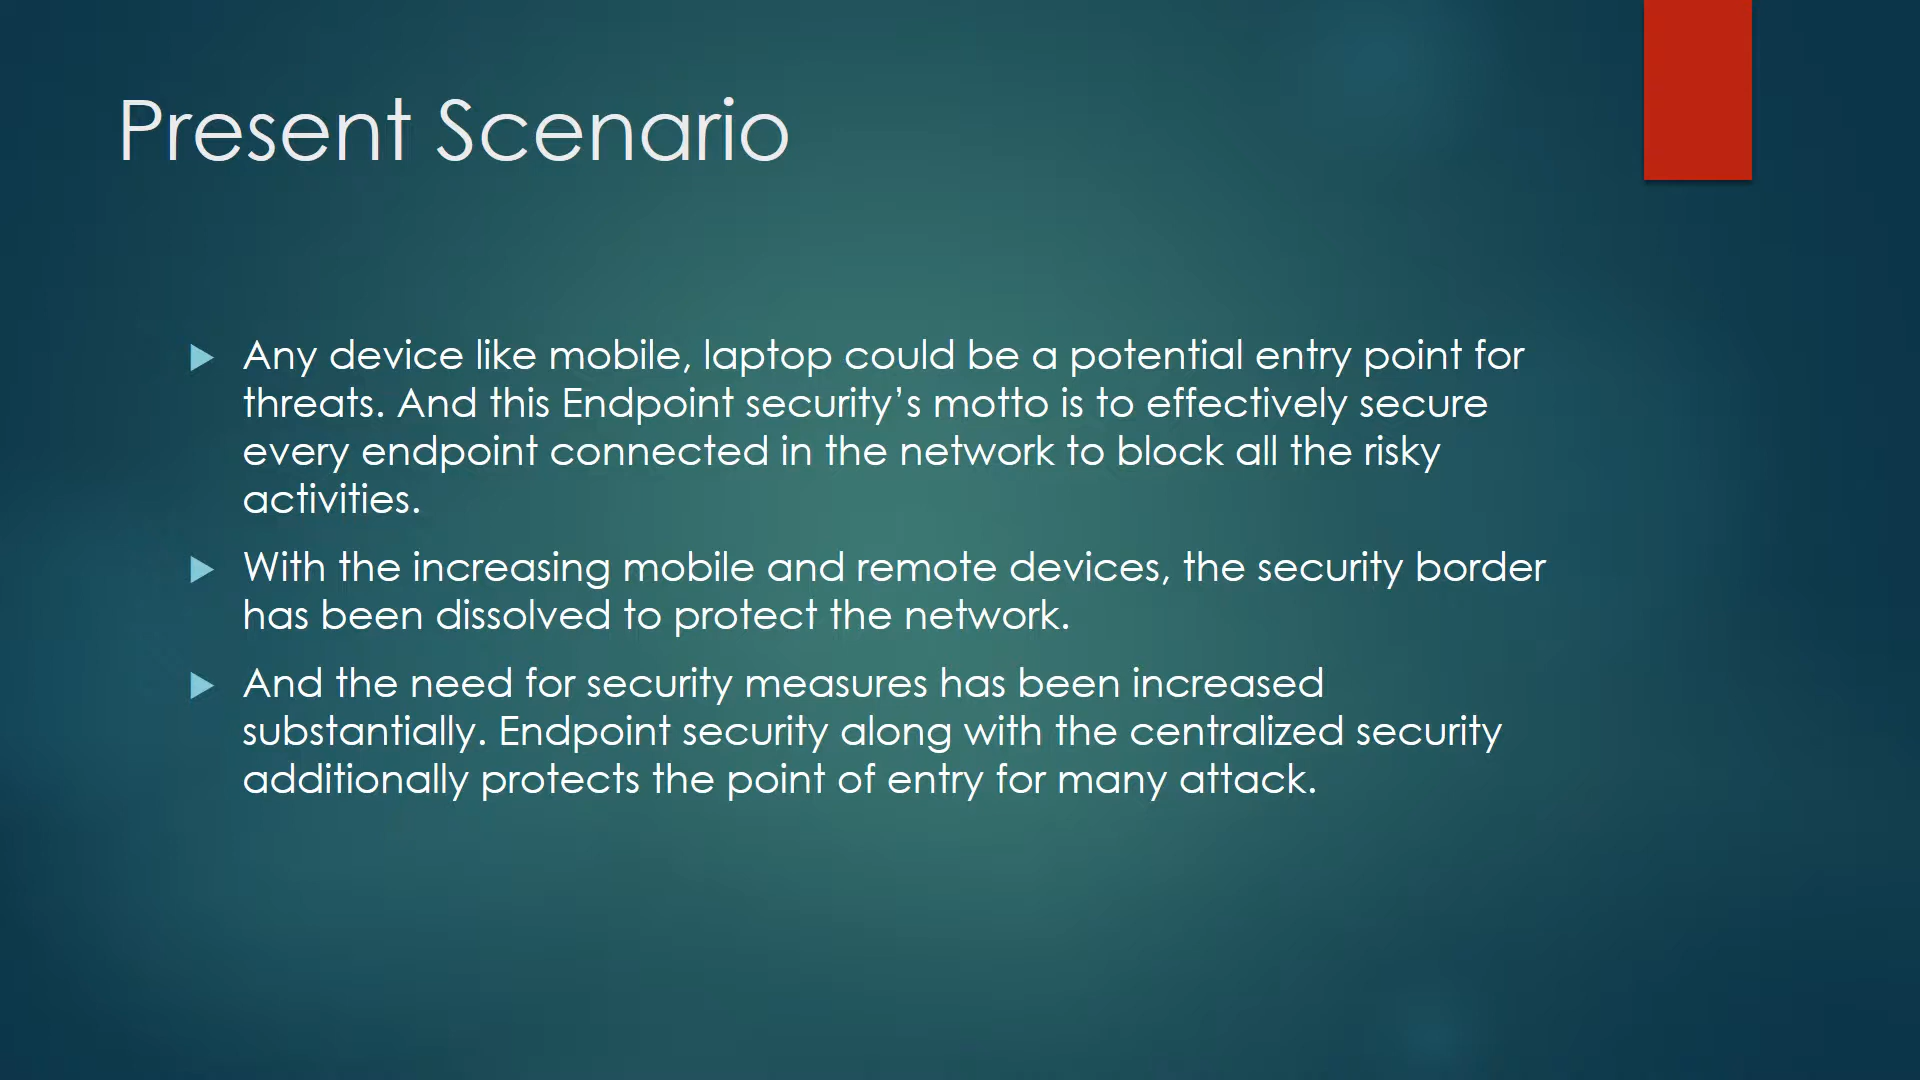 Present Scenario
Any device like mobile, laptop could be a potential entry point for
threats. And this Endpoint security’s motto is to effectively secure
every endpoint connected in the network to block all the risky
activities.
With the increasing mobile and remote devices, the security border
has been dissolved to protect the network.
And the need for security measures has been increased
substantially. Endpoint security along with the centralized security
additionally protects the point of entry for many attack.